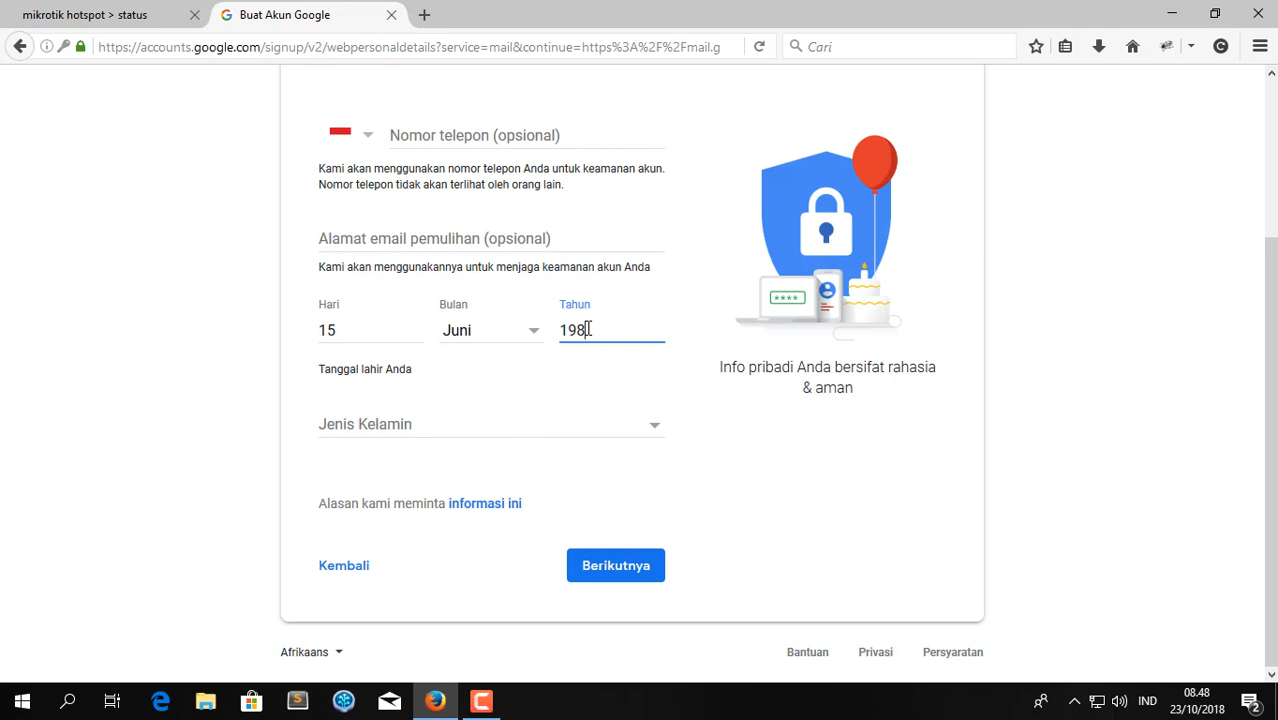 mikrotik hotspot > status
Buat Akun Google
https://accounts.google.com/signup/v2/webpersonaldetails?service=mail&continue=https%3A%2F%2Fmail.g
Cari
Nomor telepon (opsional)
Kami akan menggunakan nomor telepon Anda untuk keamanan akun.
Nomor telepon tidak akan terlihat oleh orang lain.
Alamat email pemulihan (opsional)
Kami akan menggunakannya untuk menjaga keamanan akun Anda
Hari
Bulan
Tahun
15
Juni
198
Tanggal lahir Anda
Jenis Kelamin
Alasan kami meminta informasi ini
Kembali
Berikutnya
****
Info pribadi Anda bersifat rahasia
& aman
Afrikaans
Bantuan
Privasi
Persyaratan
IND
08.48
23/10/2018
2